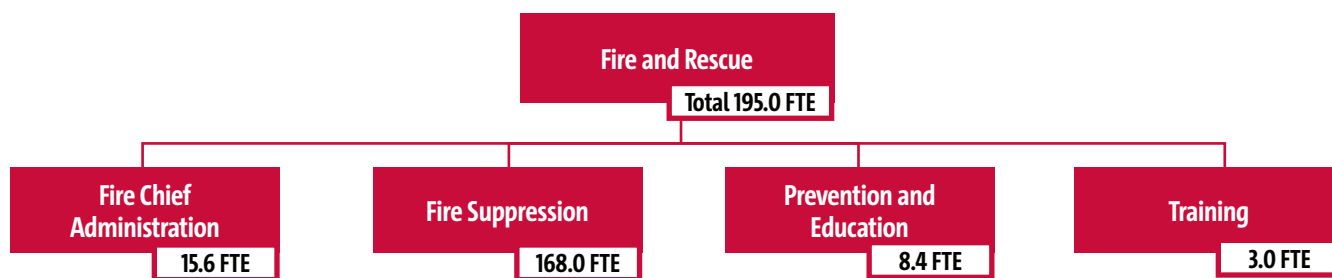 Fire and Rescue
Total 195.0 FTE
Fire Chief
Administration
15.6 FTE
Fire Suppression
168.0 FTE
Prevention and
Education
8.4 FTE
Training
3.0 FTE